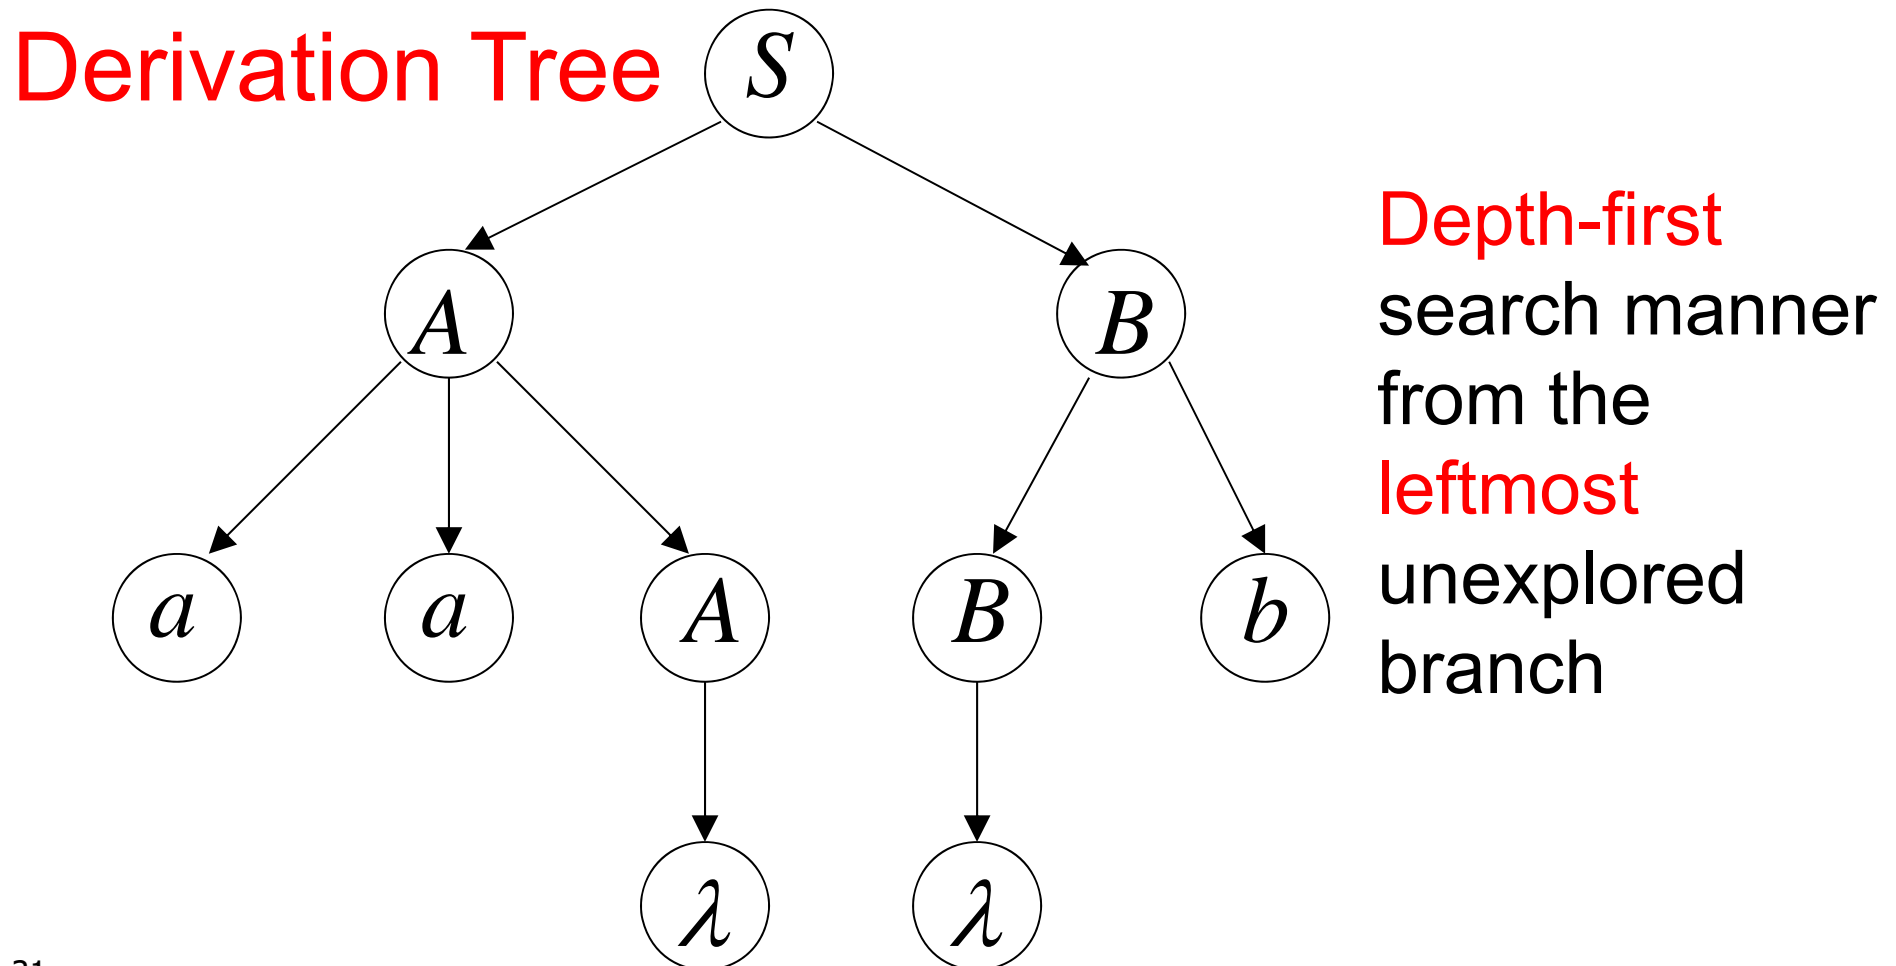 Derivation Tree
S
A
B
Depth-first
search manner
from the
leftmost
unexplored
branch
a
a
A
B
b
λ
λ